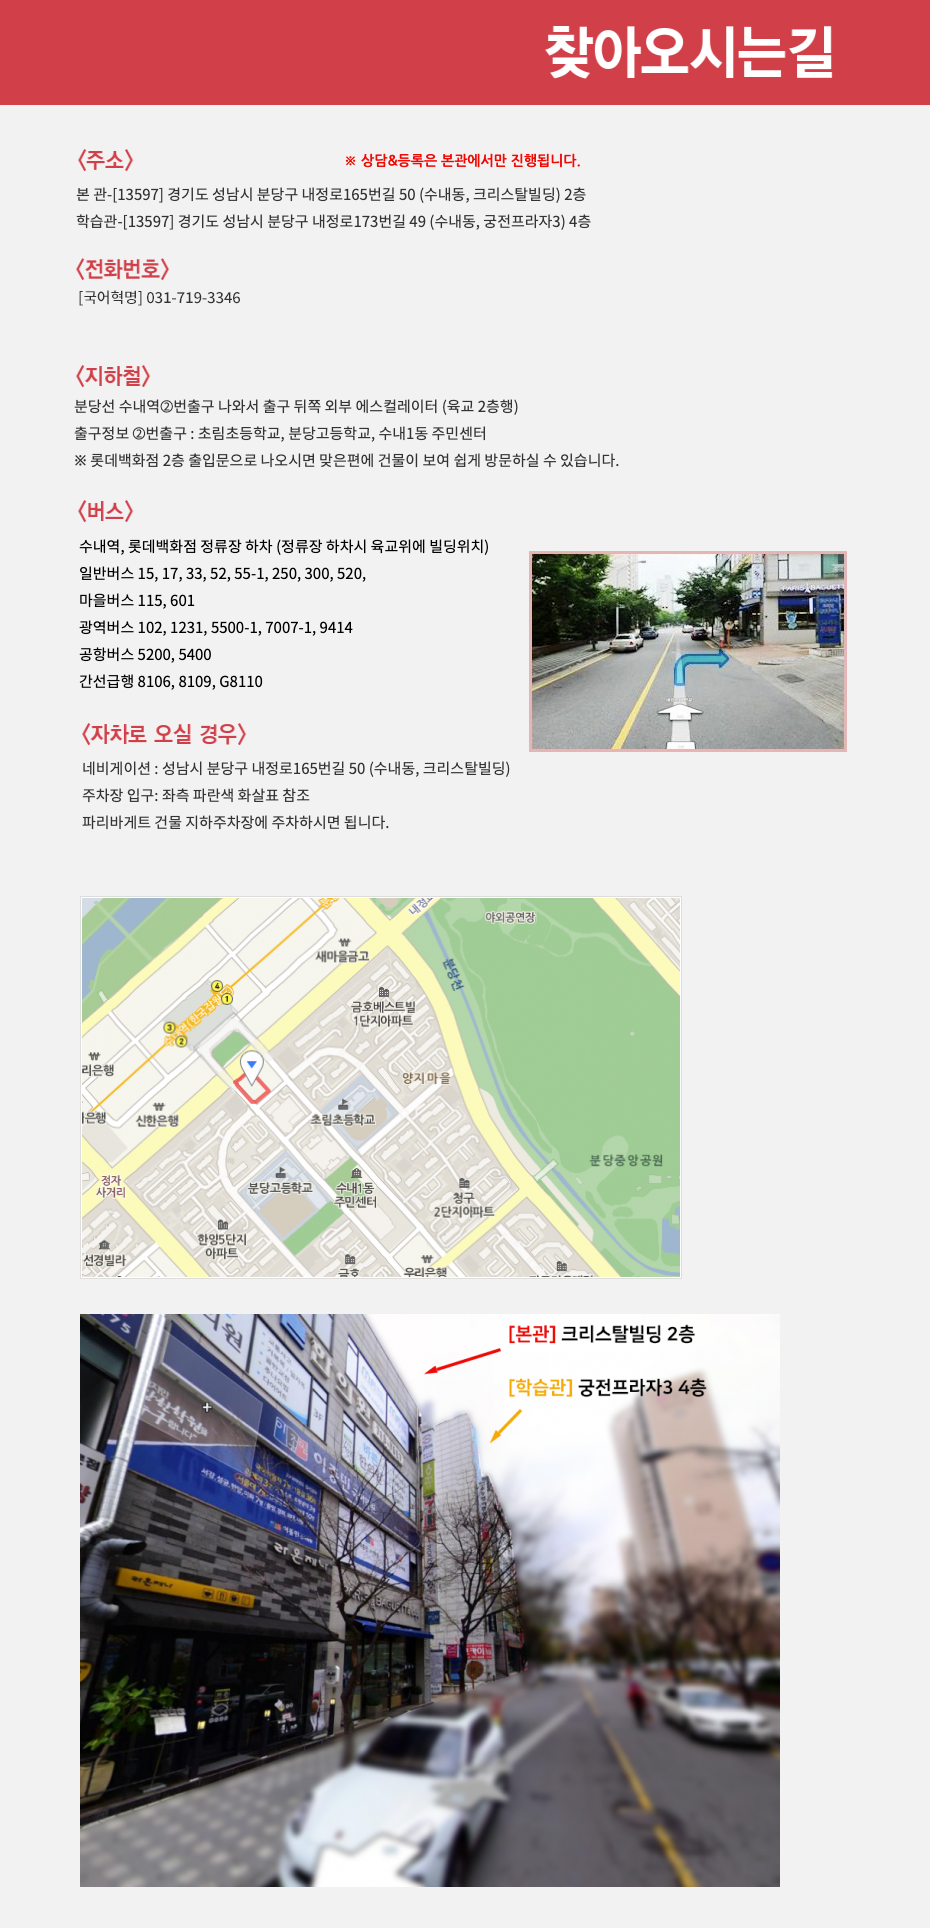 찾아오시는길
<주소>
※ 상담&등록은 본관에서만 진행됩니다.
본 관-[13597] 경기도 성남시 분당구 내정로165번길 50 (수내동, 크리스탈빌딩) 2층
학습관-[13597] 경기도 성남시 분당구 내정로173번길 49 (수내동, 궁전프라자3) 4층
<전화번호>
[국어혁명] 031-719-3346
<지하철>
분당선 수내역②번출구 나와서 출구 뒤쪽 외부 에스컬레이터 (육교 2층행)
출구정보 ②번출구 : 초림초등학교, 분당고등학교, 수내1동 주민센터
※ 롯데백화점 2층 출입문으로 나오시면 맞은편에 건물이 보여 쉽게 방문하실 수 있습니다.
<버스>
수내역, 롯데백화점 정류장 하차 (정류장 하차시 육교위에 빌딩위치)
일반버스 15, 17, 33, 52, 55-1, 250, 300, 520,
마을버스 115, 601
광역버스 102, 1231, 5500-1, 7007-1, 9414
공항버스 5200, 5400
간선급행 8106, 8109, G8110
<자차로 오실 경우>
네비게이션 : 성남시 분당구 내정로165번길 50 (수내동, 크리스탈빌딩)
주차장 입구: 좌측 파란색 화살표 참조
파리바게트 건물 지하주차장에 주차하시면 됩니다.
야외공연장
새마을금고
분당천
4
1
금호베스트빌
1단지아파트
3
2
리은행
양지마을
은행
신한은행
초림초등학교
분당중앙공원
정자
사거리
분당고등학교
수내1동
주민센터
청구
2단지아파트
한양5단지
아파트
선경빌라
금호
우리은행
[본관] 크리스탈빌딩 2층
[학습관] 궁전프라자3 4층